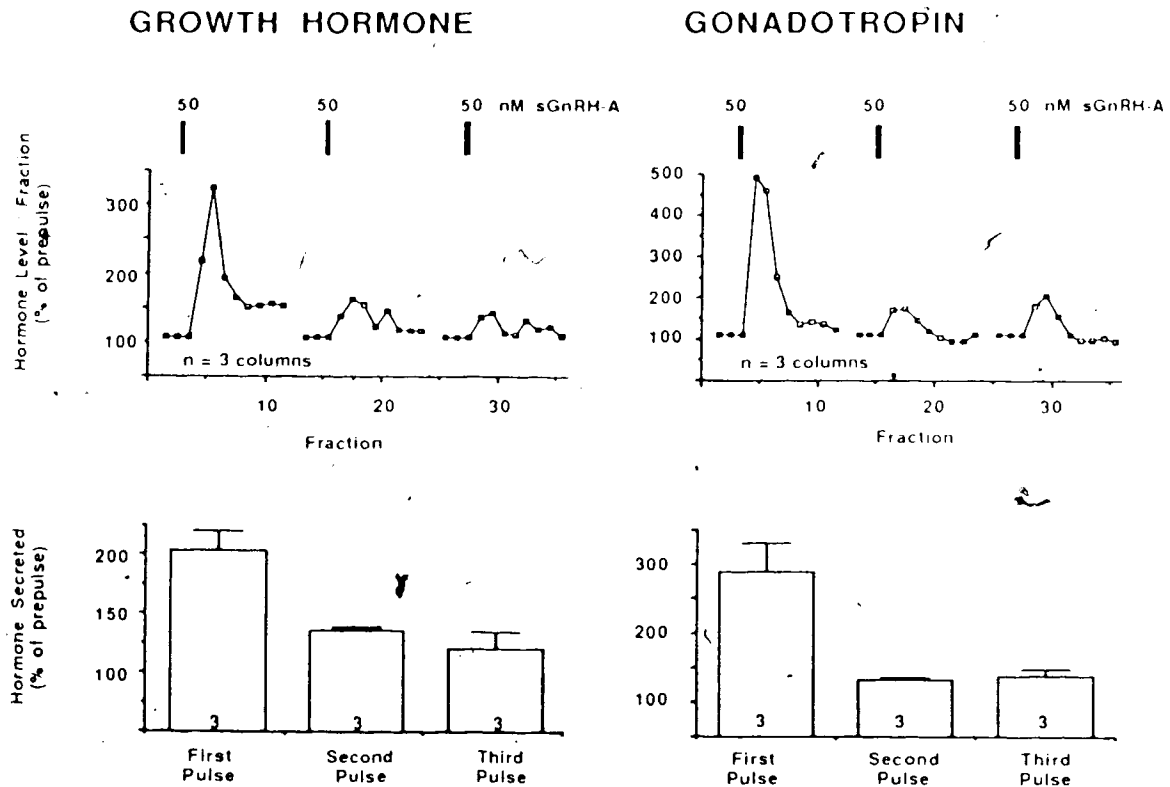 GROWTH HORMONE
GONADOTROPIN
50 50 50 nM sGnRH-A
50 50 50 nM sGnRH-A
Hormone Level Fraction
(% of prepulse)
300
200
100
n = 3 columns
10 20 30
Fraction
500
400
300
200
100
n = 3 columns
10 20 30
Fraction
Hormone Secreted
(% of prepulse)
200
150
100
3 3 3
First Pulse
Second Pulse
Third Pulse
300
200
100
3 3 3
First Pulse
Second Pulse
Third Pulse